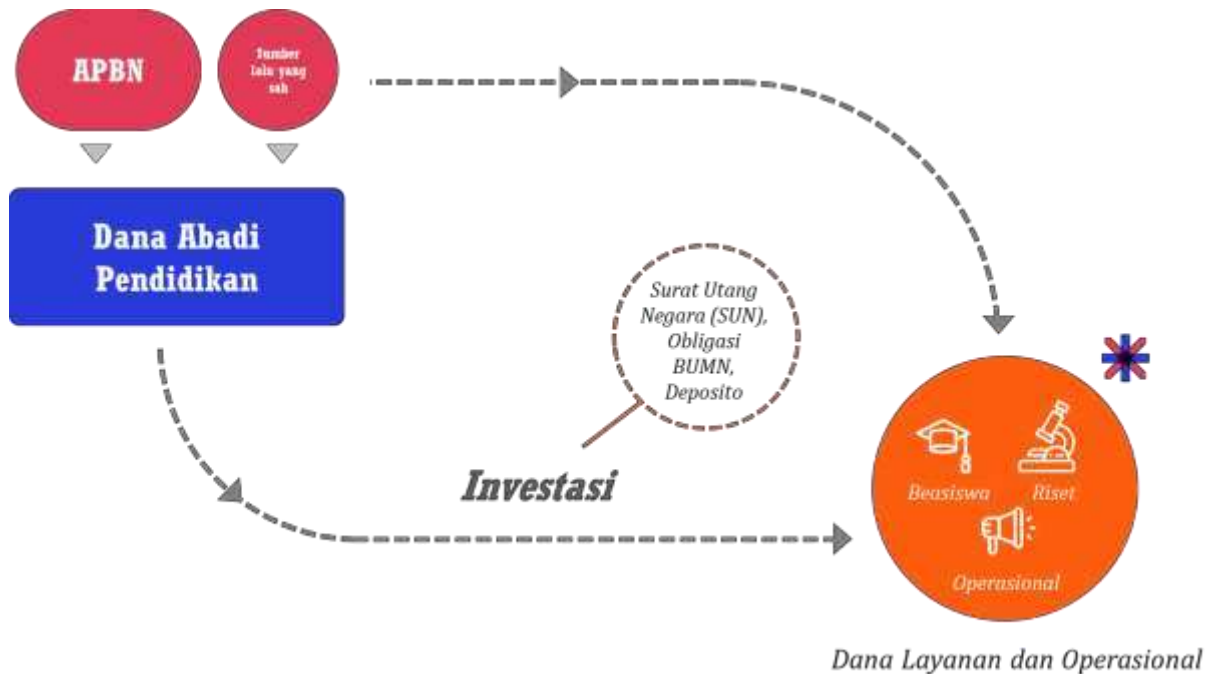 APBN
Sumber
lalu yang
sah
Dana Abadi
Pendidikan
Surat Utang
Negara (SUN),
Obligasi
BUMN,
Deposito
Investasi
Beasiswa
Riset
Operasional
Dana Layanan dan Operasional